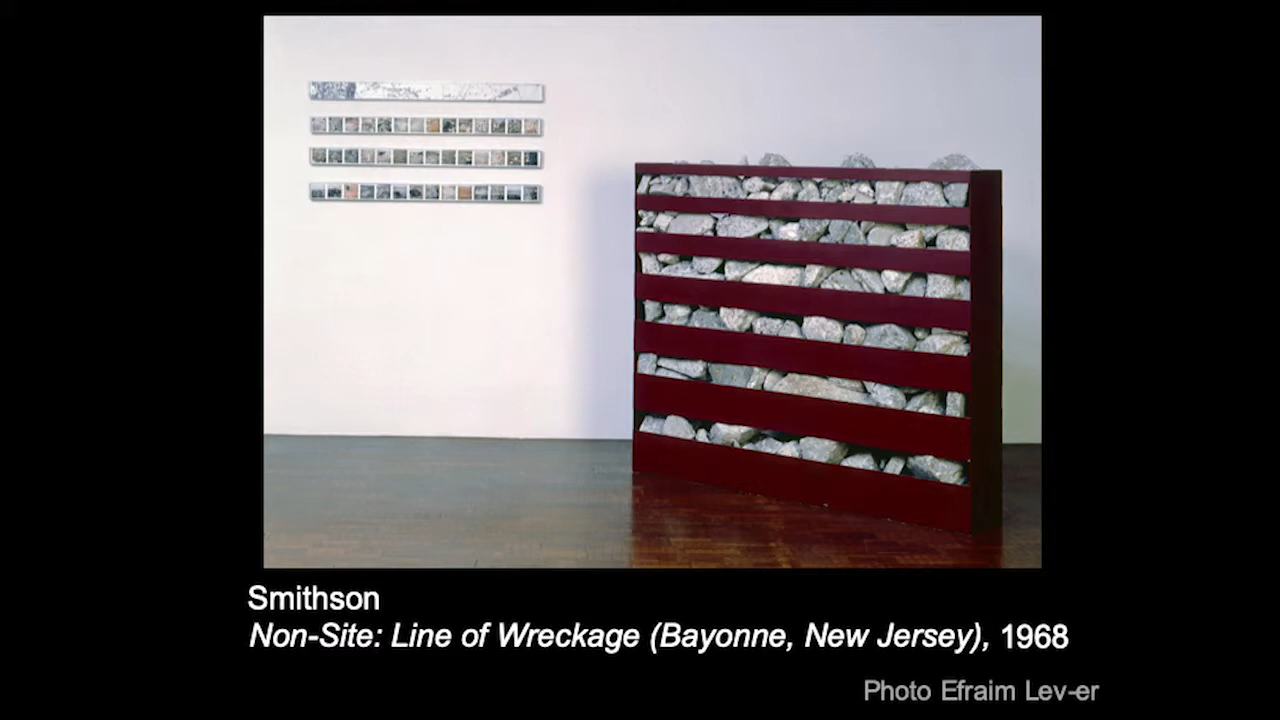 Smithson
Non-Site: Line of Wreckage (Bayonne, New Jersey), 1968
Photo Efraim Lev-er